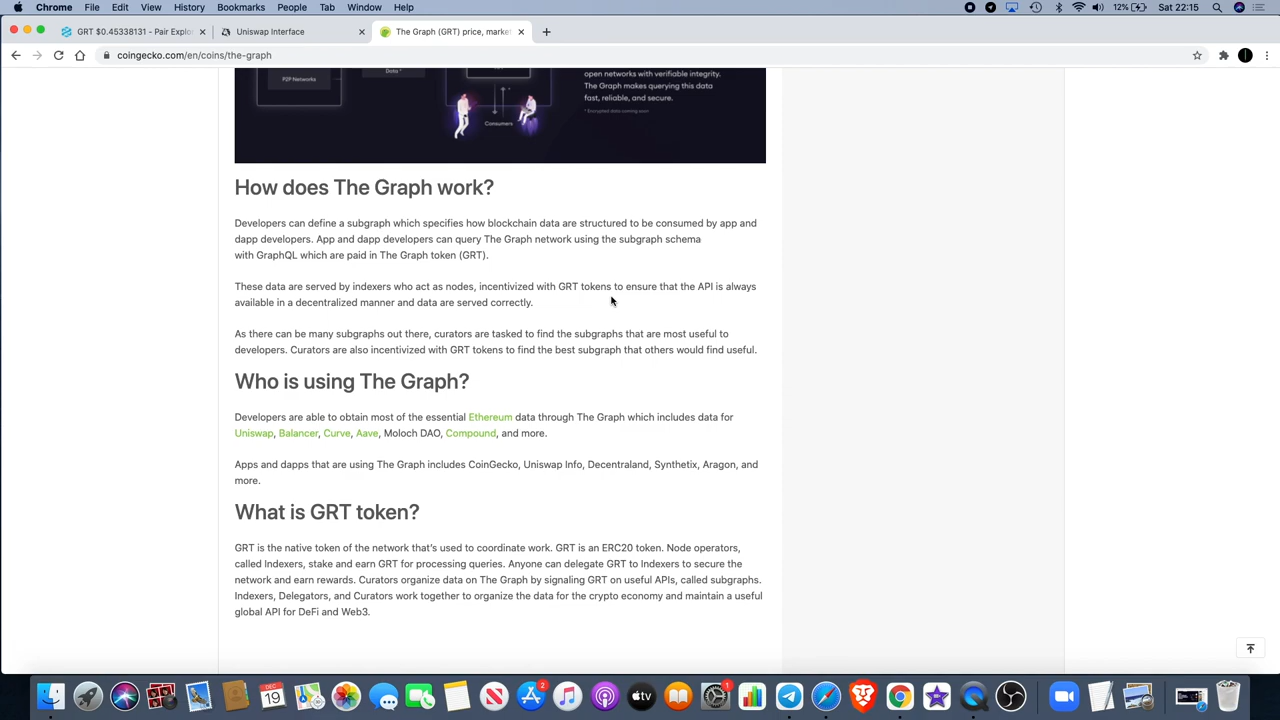 Chrome File Edit View History Bookmarks People Tab Window Help
12%
Sat 22:15
GRT $0.45338131 - Pair Explo
Uniswap Interface
The Graph (GRT) price, marke
coingecko.com/en/coins/the-graph
P2P Networks
Data *
open networks with verifiable integrity.
The Graph makes querying this data
fast, reliable, and secure.
* Encrypted data coming soon
Consumers
How does The Graph work?
Developers can define a subgraph which specifies how blockchain data are structured to be consumed by app and
dapp developers. App and dapp developers can query The Graph network using the subgraph schema
with GraphQL which are paid in The Graph token (GRT).
These data are served by indexers who act as nodes, incentivized with GRT tokens to ensure that the API is always
available in a decentralized manner and data are served correctly.
As there can be many subgraphs out there, curators are tasked to find the subgraphs that are most useful to
developers. Curators are also incentivized with GRT tokens to find the best subgraph that others would find useful.
Who is using The Graph?
Developers are able to obtain most of the essential Ethereum data through The Graph which includes data for
Uniswap, Balancer, Curve, Aave, Moloch DAO, Compound, and more.
Apps and dapps that are using The Graph includes CoinGecko, Uniswap Info, Decentraland, Synthetix, Aragon, and
more.
What is GRT token?
GRT is the native token of the network that's used to coordinate work. GRT is an ERC20 token. Node operators,
called Indexers, stake and earn GRT for processing queries. Anyone can delegate GRT to Indexers to secure the
network and earn rewards. Curators organize data on The Graph by signaling GRT on useful APIs, called subgraphs.
Indexers, Delegators, and Curators work together to organize the data for the crypto economy and maintain a useful
global API for DeFi and Web3.
DEC
19
2
tv
1